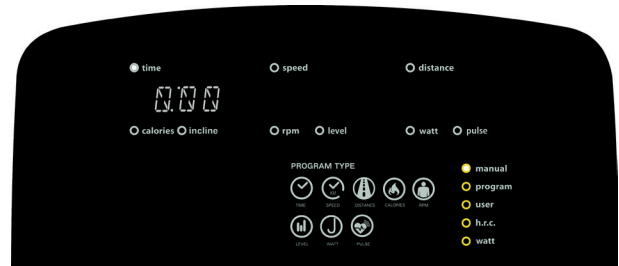 time speed distance
0:00
calories incline rpm level watt pulse
PROGRAM TYPE
manual
program
user
h.r.c.
watt
TIME SPEED DISTANCE CALORIES RPM
LEVEL WATT PULSE